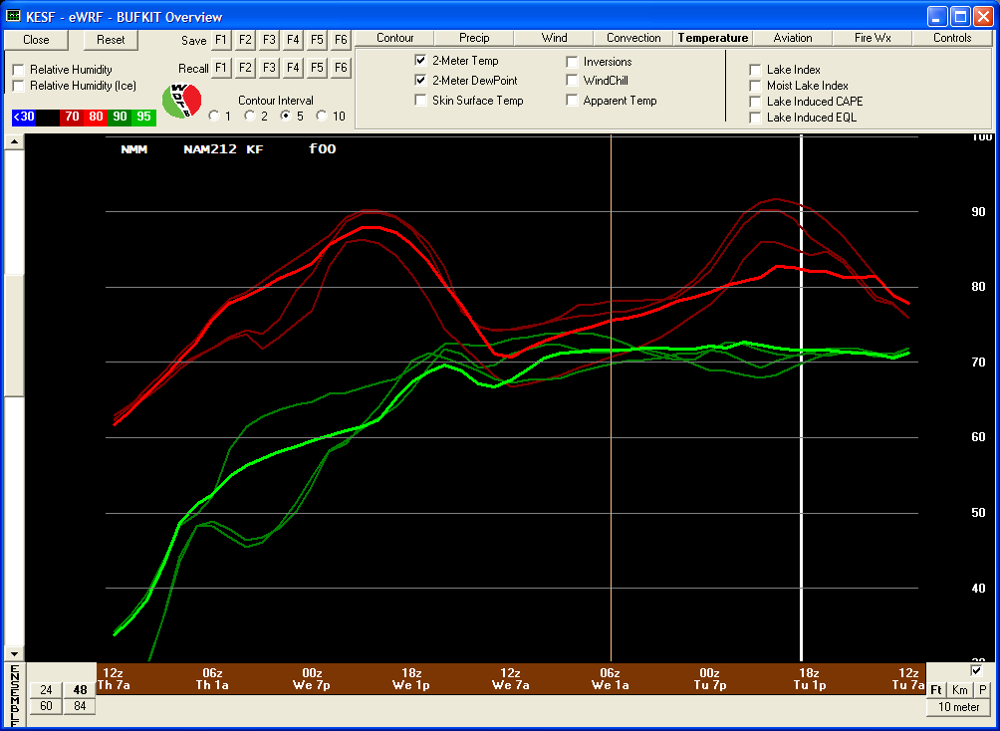 KESF - eWRF - BUFKIT Overview
Close
Reset
Save F1 F2 F3 F4 F5 F6
Recall F1 F2 F3 F4 F5 F6
Relative Humidity
Relative Humidity (Ice)
<30 70 80 90 95
WDTB
Contour Interval
1 2 5 10
Contour Precip Wind Convection Temperature Aviation Fire Wx Controls
2-Meter Temp
2-Meter DewPoint
Skin Surface Temp
Inversions
WindChill
Apparent Temp
Lake Index
Moist Lake Index
Lake Induced CAPE
Lake Induced EQL
NMM NAM212 KF f00
100
90
80
70
60
50
40
30
12z 06z 00z 18z 12z 06z 00z 18z 12z
Th 7a Th 1a We 7p We 1p We 7a We 1a Tu 7p Tu 1p Tu 7a
ENSEMBLE
24 48
60 84
Ft Km P
10 meter